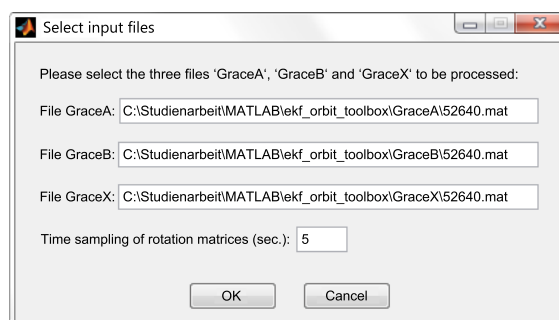 Select input files
Please select the three files ‘GraceA‘, ‘GraceB‘ and ‘GraceX‘ to be processed:
File GraceA: C:\Studienarbeit\MATLAB\ekf_orbit_toolbox\GraceA\52640.mat
File GraceB: C:\Studienarbeit\MATLAB\ekf_orbit_toolbox\GraceB\52640.mat
File GraceX: C:\Studienarbeit\MATLAB\ekf_orbit_toolbox\GraceX\52640.mat
Time sampling of rotation matrices (sec.): 5
OK Cancel